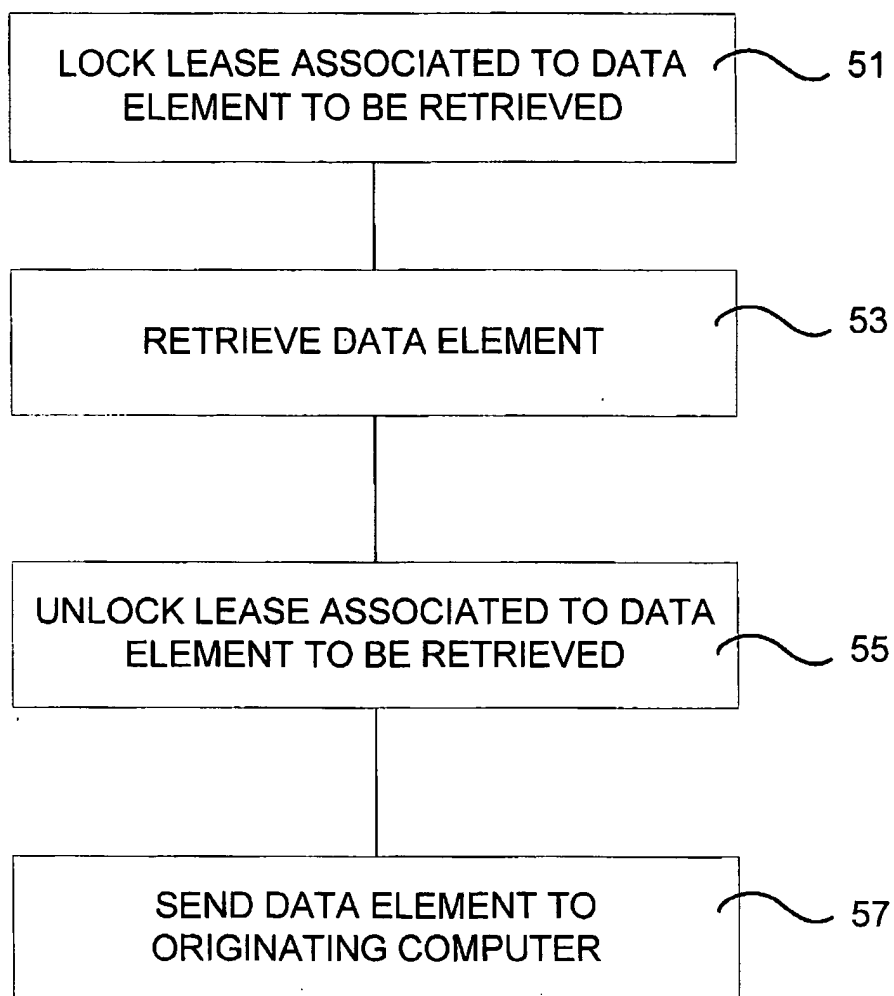 LOCK LEASE ASSOCIATED TO DATA
ELEMENT TO BE RETRIEVED
51
RETRIEVE DATA ELEMENT
53
UNLOCK LEASE ASSOCIATED TO DATA
ELEMENT TO BE RETRIEVED
55
SEND DATA ELEMENT TO
ORIGINATING COMPUTER
57